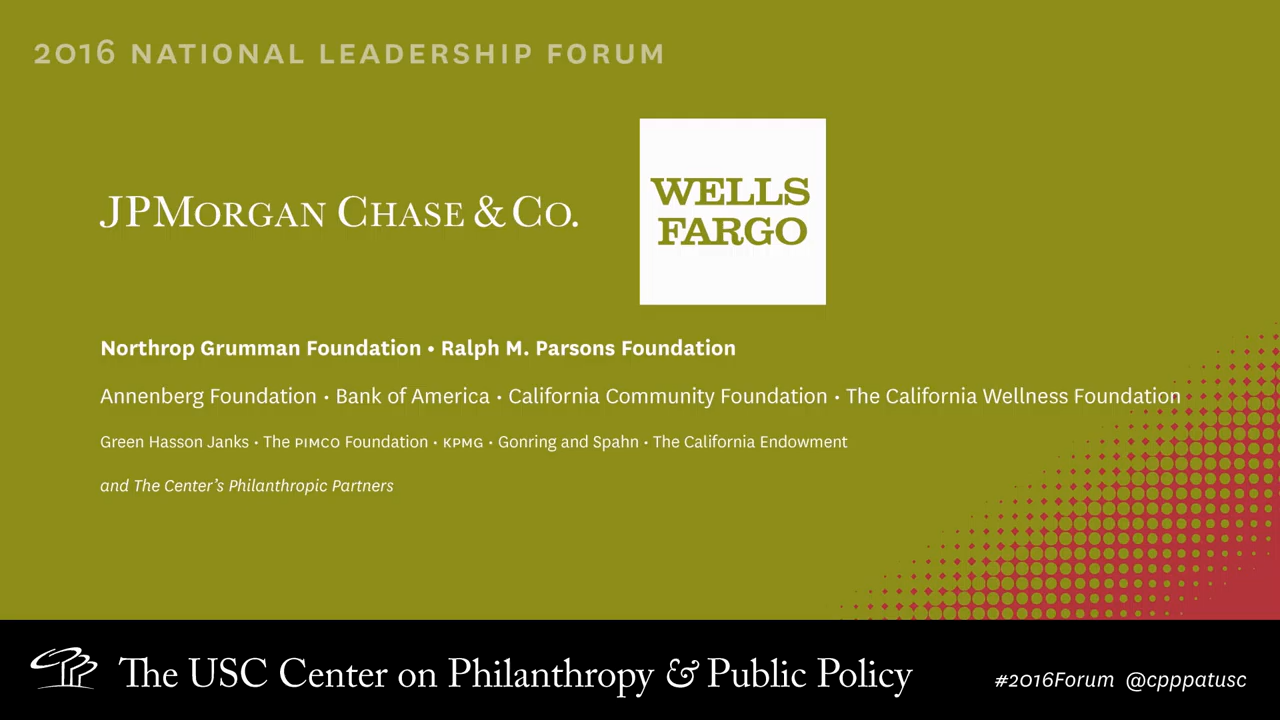 2016 NATIONAL LEADERSHIP FORUM
JPMORGAN CHASE & CO.
WELLS
FARGO
Northrop Grumman Foundation • Ralph M. Parsons Foundation
Annenberg Foundation • Bank of America • California Community Foundation • The California Wellness Foundation
Green Hasson Janks • The PIMCO Foundation • KPMG • Gonring and Spahn • The California Endowment
and The Center’s Philanthropic Partners
The USC Center on Philanthropy & Public Policy
#2016Forum @cpppatusc